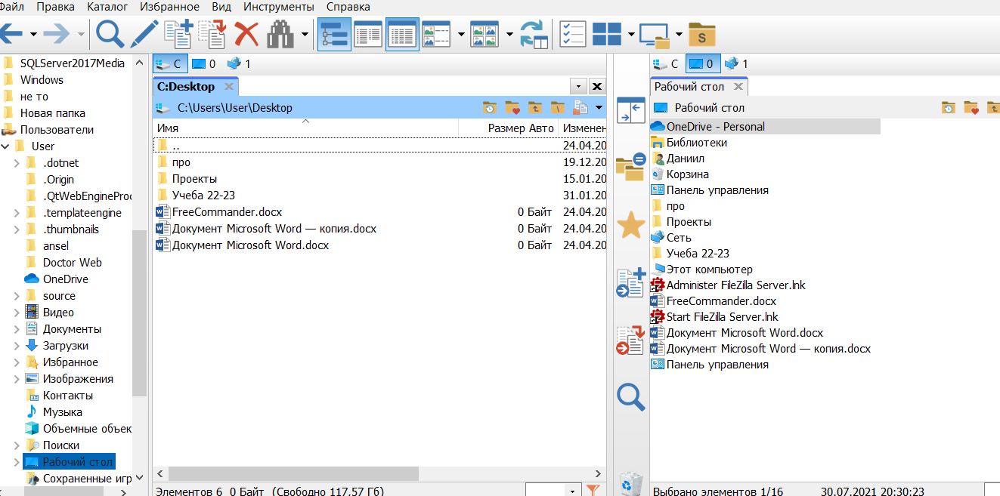 Файл Правка Каталог Избранное Вид Инструменты Справка
S
SQLServer2017Media
Windows
не то
Новая папка
Пользователи
User
.dotnet
.Origin
.QtWebEngineProc
.templateengine
.thumbnails
ansel
Doctor Web
OneDrive
source
Видео
Документы
Загрузки
Избранное
Изображения
Контакты
Музыка
Объемные объек
Поиски
Рабочий стол
Сохраненные игр
C 0 1
C:Desktop
C:\Users\User\Desktop
Имя Размер Авто Изменен
.. 24.04.20
про 19.12.20
Проекты 15.01.20
Учеба 22-23 31.01.20
FreeCommander.docx 0 Байт 24.04.20
Документ Microsoft Word — копия.docx 0 Байт 24.04.20
Документ Microsoft Word.docx 0 Байт 24.04.20
Элементов 6 0 Байт (Свободно 117,57 Гб)
C 0 1
Рабочий стол
Рабочий стол
OneDrive - Personal
Библиотеки
Даниил
Корзина
Панель управления
про
Проекты
Сеть
Учеба 22-23
Этот компьютер
Administer FileZilla Server.lnk
FreeCommander.docx
Start FileZilla Server.lnk
Документ Microsoft Word.docx
Документ Microsoft Word — копия.docx
Панель управления
Выбрано элементов 1/16 30.07.2021 20:30:23